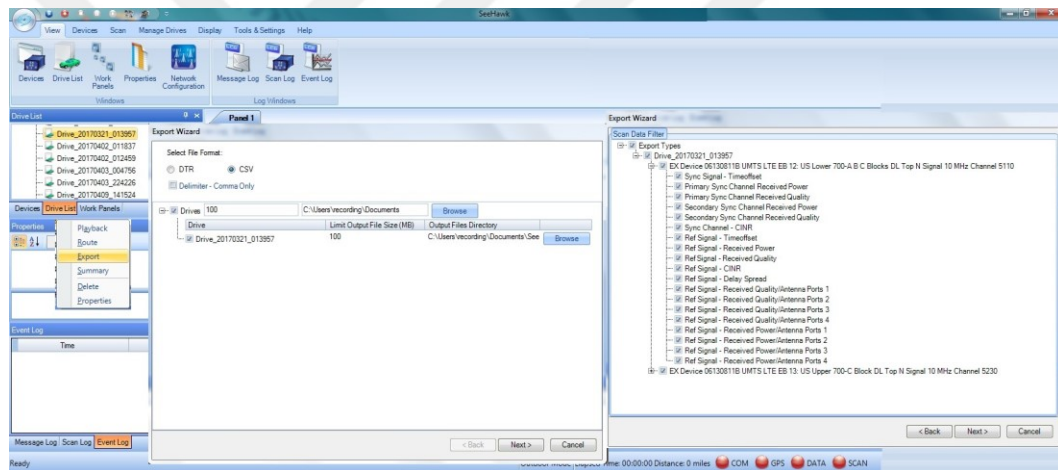 SeeHawk
View Devices Scan Manage Drives Display Tools & Settings Help
Devices Drive List Work Panels Properties Network Configuration Message Log Scan Log Event Log
Windows Log Windows
Drive List
Drive_20170321_013957
Drive_20170402_011837
Drive_20170402_012459
Drive_20170403_004756
Drive_20170403_224226
Drive_20170409_141524
Devices Drive List Work Panels
Properties
Playback
Route
Export
Summary
Delete
Properties
Event Log
Time
Message Log Scan Log Event Log
Ready
Panel 1
Export Wizard
Select File Format:
DTR CSV
Delimiter - Comma Only
Drives 100 C:\Users\recording\Documents Browse
Drive Limit Output File Size (MB) Output Files Directory
Drive_20170321_013957 100 C:\Users\recording\Documents\See Browse
< Back Next > Cancel
Export Wizard
Scan Data Filter
Export Types
Drive_20170321_013957
EX Device 06130811B UMTS LTE EB 12: US Lower 700-A B C Blocks DL Top N Signal 10 MHz Channel 5110
Sync Signal - Timeoffset
Primary Sync Channel Received Power
Primary Sync Channel Received Quality
Secondary Sync Channel Received Power
Secondary Sync Channel Received Quality
Sync Channel - CINR
Ref Signal - Timeoffset
Ref Signal - Received Power
Ref Signal - Received Quality
Ref Signal - CINR
Ref Signal - Delay Spread
Ref Signal - Received Quality/Antenna Ports 1
Ref Signal - Received Quality/Antenna Ports 2
Ref Signal - Received Quality/Antenna Ports 3
Ref Signal - Received Quality/Antenna Ports 4
Ref Signal - Received Power/Antenna Ports 1
Ref Signal - Received Power/Antenna Ports 2
Ref Signal - Received Power/Antenna Ports 3
Ref Signal - Received Power/Antenna Ports 4
EX Device 06130811B UMTS LTE EB 13: US Upper 700-C Block DL Top N Signal 10 MHz Channel 5230
< Back Next > Cancel
Time: 00:00:00 Distance: 0 miles COM GPS DATA SCAN